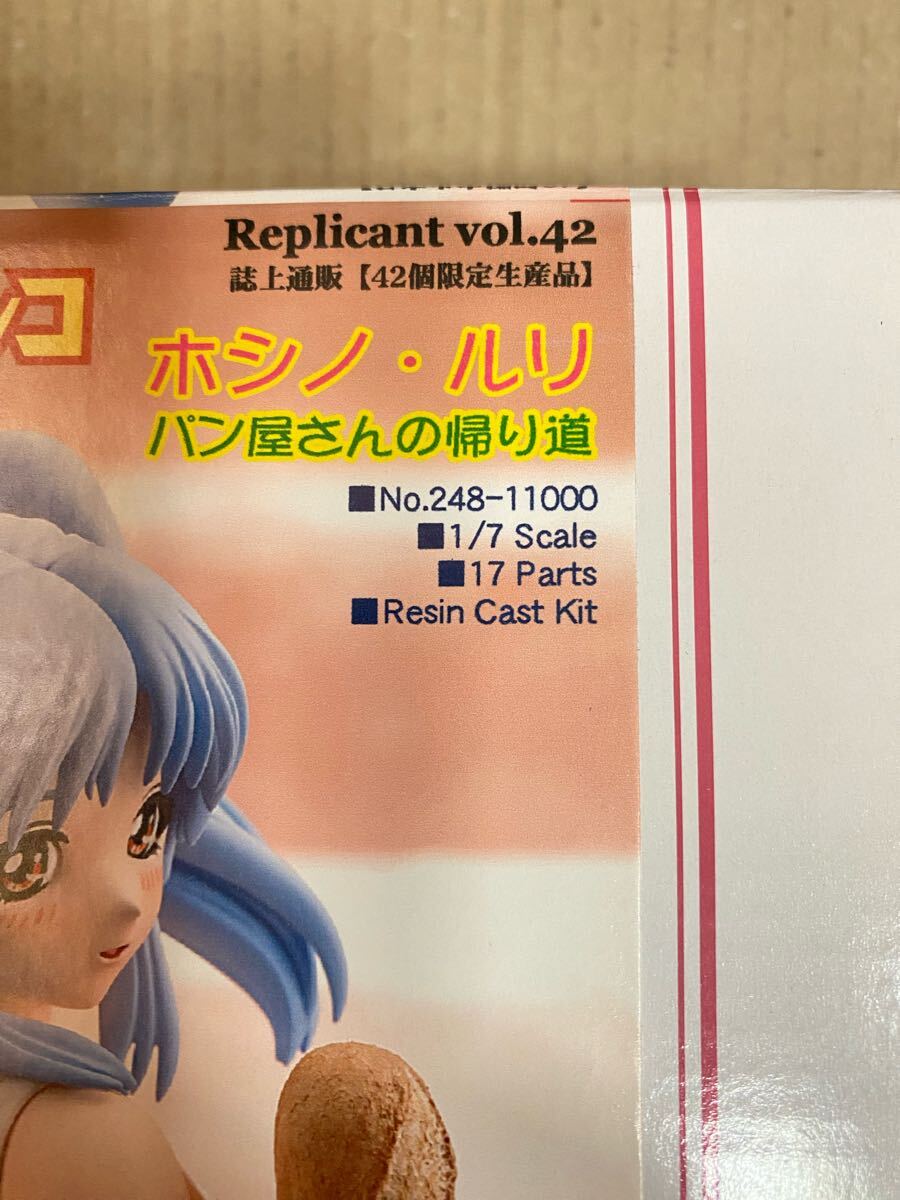 Replicant vol.42
誌上通販【42個限定生産品】
コ
ホシノ・ルリ
パン屋さんの帰り道
■No.248-11000
■1/7 Scale
■17 Parts
■Resin Cast Kit